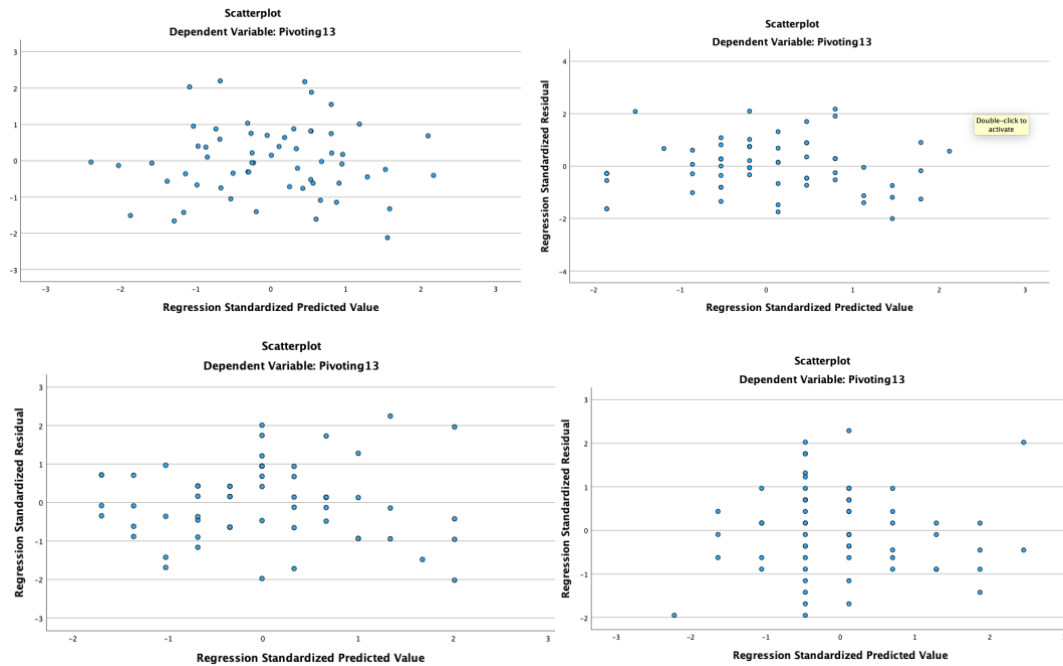 Scatterplot
Dependent Variable: Pivoting13
3
2
1
0
-1
-2
-3
Regression Standardized Residual
-3
-2
-1
0
1
2
3
Regression Standardized Predicted Value
Scatterplot
Dependent Variable: Pivoting13
4
2
0
-2
-4
Regression Standardized Residual
Double-click to
activate
-2
-1
0
1
2
3
Regression Standardized Predicted Value
Scatterplot
Dependent Variable: Pivoting13
3
2
1
0
-1
-2
-3
Regression Standardized Residual
-2
-1
0
1
2
3
Regression Standardized Predicted Value
Scatterplot
Dependent Variable: Pivoting13
3
2
1
0
-1
-2
Regression Standardized Residual
-3
-2
-1
0
1
2
3
Regression Standardized Predicted Value